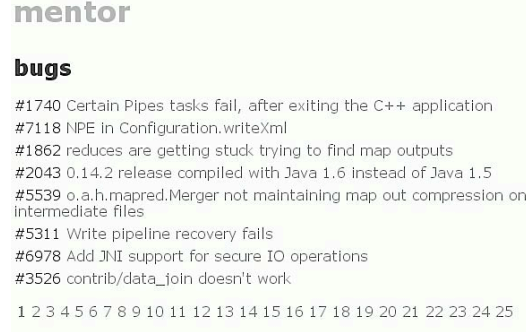 mentor
bugs
#1740 Certain Pipes tasks fail, after exiting the C++ application
#7118 NPE in Configuration.writeXml
#1862 reduces are getting stuck trying to find map outputs
#2043 0.14.2 release compiled with Java 1.6 instead of Java 1.5
#5539 o.a.h.mapred.Merger not maintaining map out compression on
intermediate files
#5311 Write pipeline recovery fails
#6978 Add JNI support for secure IO operations
#3526 contrib/data_join doesn't work
1 2 3 4 5 6 7 8 9 10 11 12 13 14 15 16 17 18 19 20 21 22 23 24 25